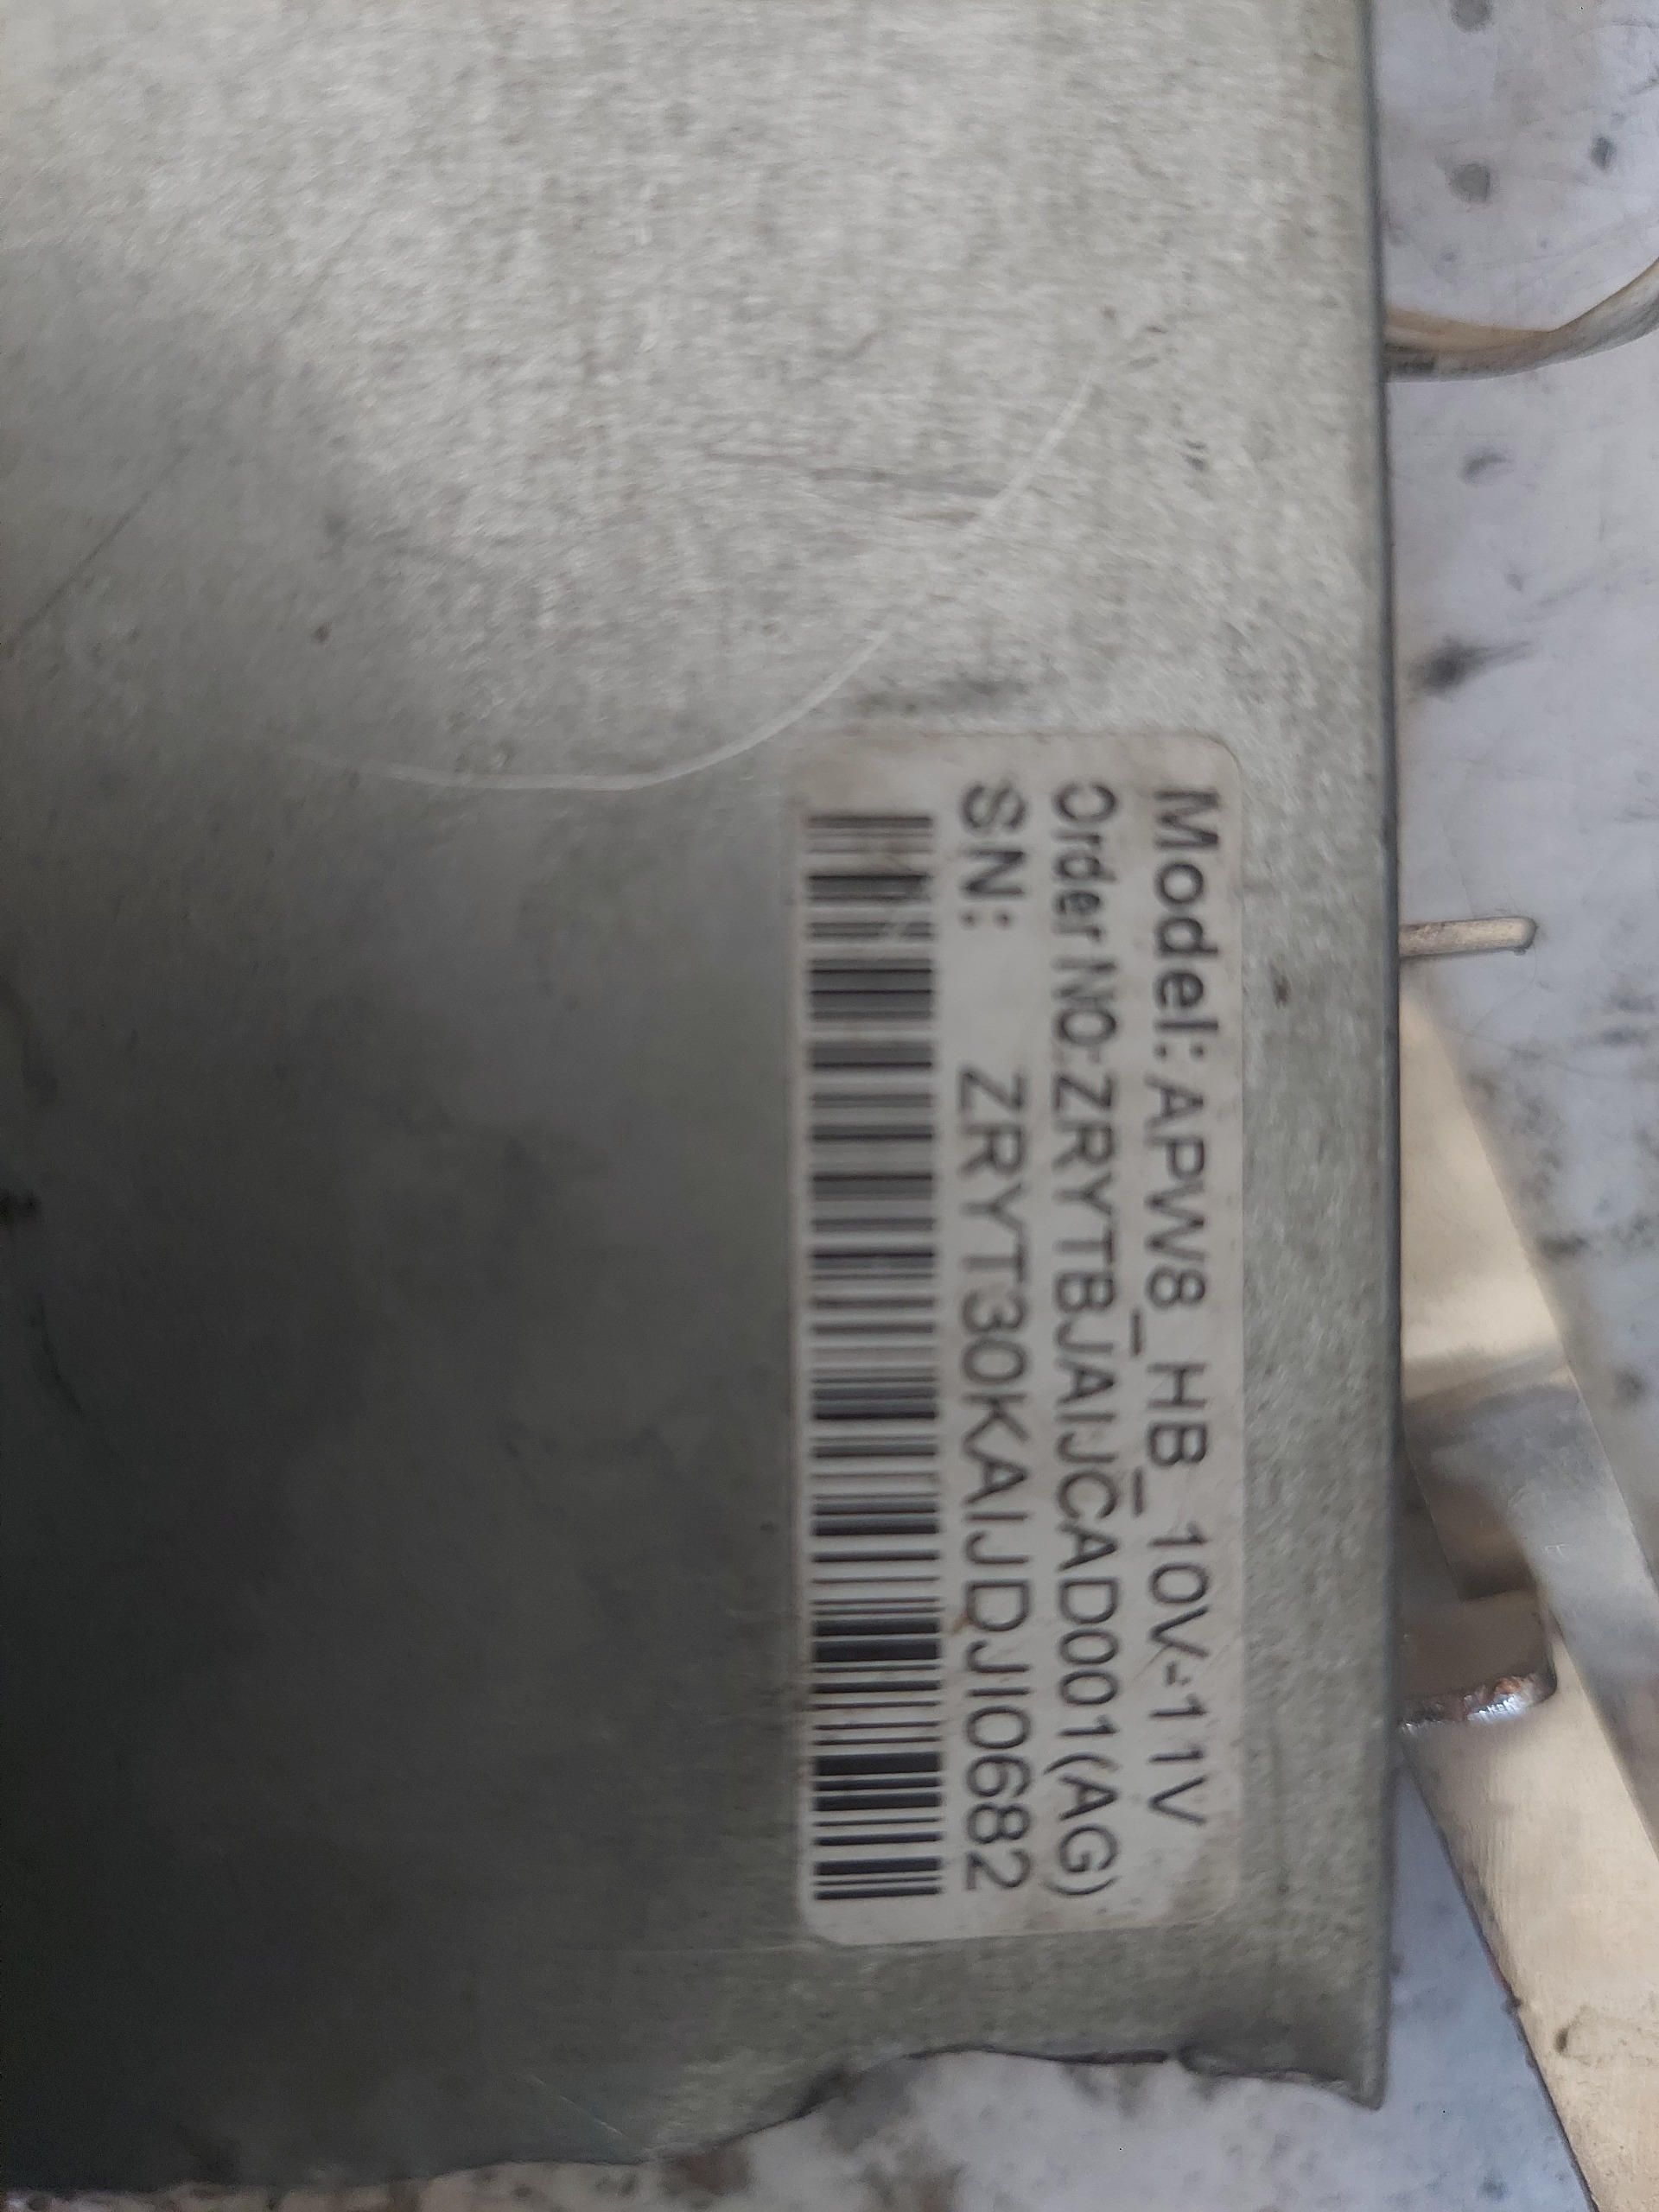 Model: APW8_HB_10V-11V
Order NO:ZRYTBJAIJCAD001(AG)
SN: ZRYT30KAIJDJI0682